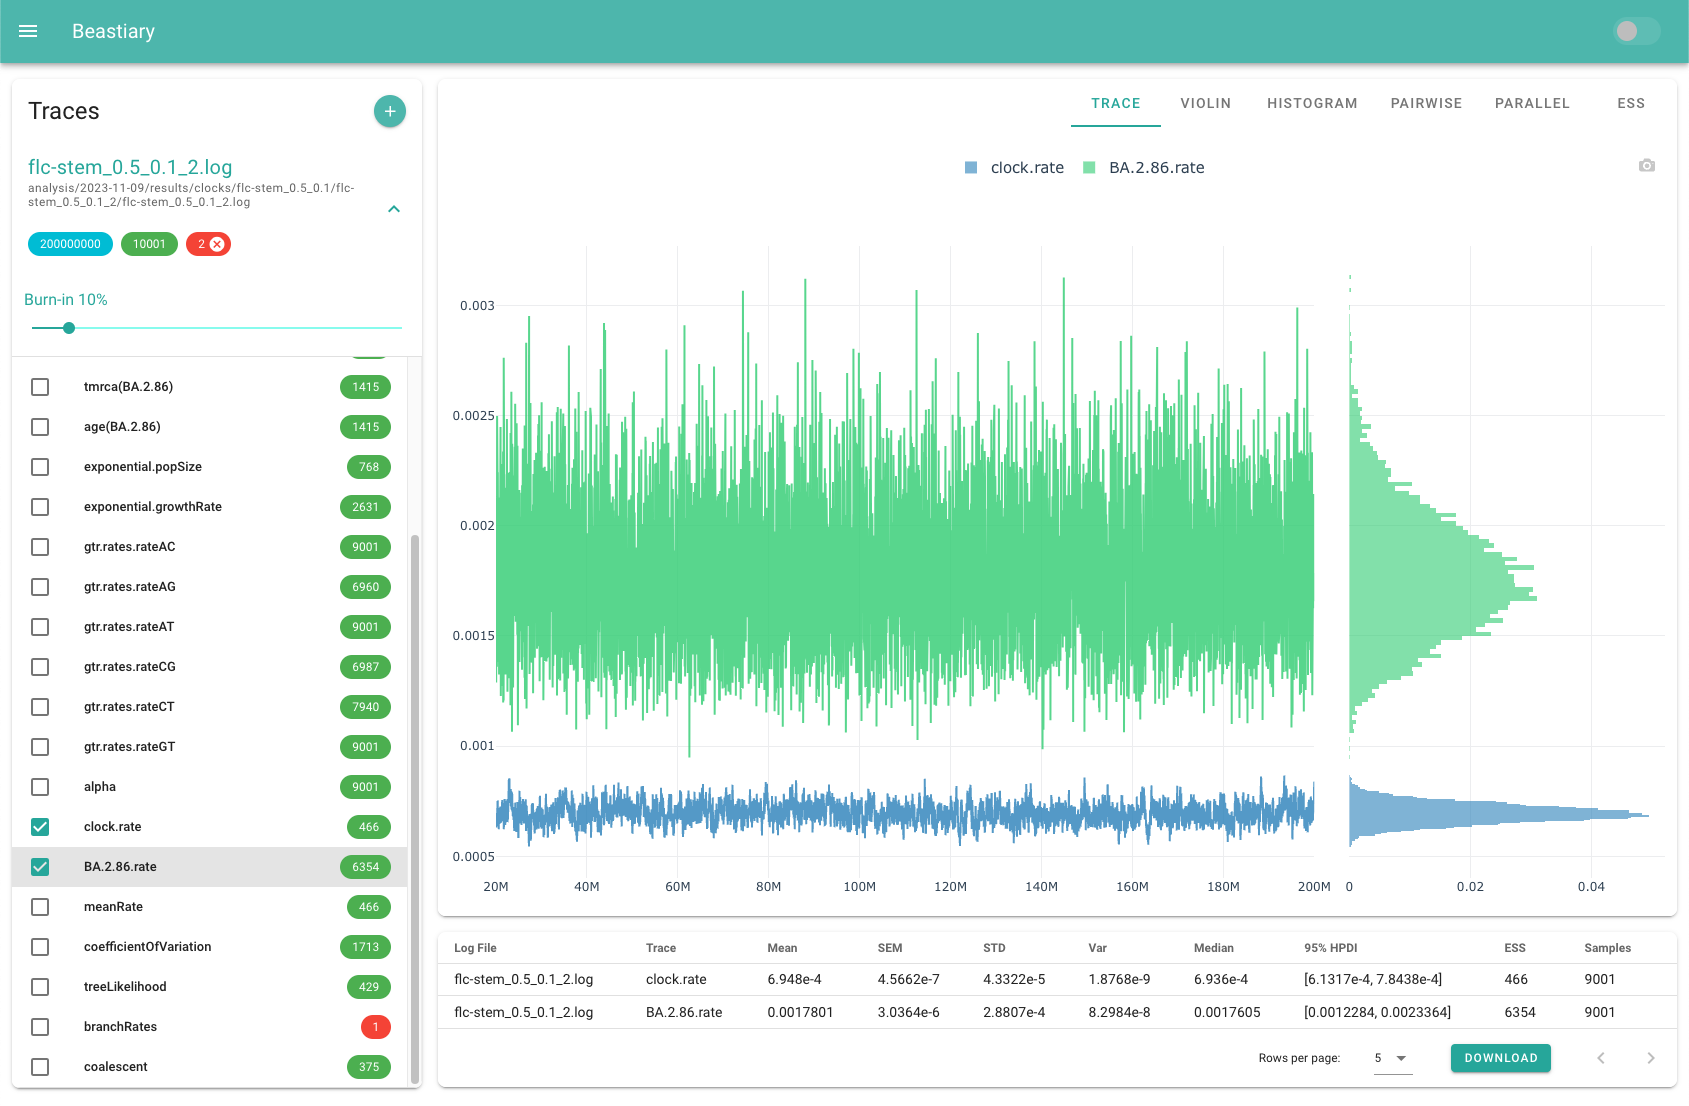 Beastiary
Traces
flc-stem_0.5_0.1_2.log
analysis/2023-11-09/results/clocks/flc-stem_0.5_0.1/flc-
stem_0.5_0.1_2/flc-stem_0.5_0.1_2.log
200000000 10001 2
Burn-in 10%
tmrca(BA.2.86) 1415
age(BA.2.86) 1415
exponential.popSize 768
exponential.growthRate 2631
gtr.rates.rateAC 9001
gtr.rates.rateAG 6960
gtr.rates.rateAT 9001
gtr.rates.rateCG 6987
gtr.rates.rateCT 7940
gtr.rates.rateGT 9001
alpha 9001
clock.rate 466
BA.2.86.rate 6354
meanRate 466
coefficientOfVariation 1713
treeLikelihood 429
branchRates 1
coalescent 375
TRACE VIOLIN HISTOGRAM PAIRWISE PARALLEL ESS
clock.rate BA.2.86.rate
0.003
0.0025
0.002
0.0015
0.001
0.0005
20M 40M 60M 80M 100M 120M 140M 160M 180M 200M 0 0.02 0.04
Log File Trace Mean SEM STD Var Median 95% HPDI ESS Samples
flc-stem_0.5_0.1_2.log clock.rate 6.948e-4 4.5662e-7 4.3322e-5 1.8768e-9 6.936e-4 [6.1317e-4, 7.8438e-4] 466 9001
flc-stem_0.5_0.1_2.log BA.2.86.rate 0.0017801 3.0364e-6 2.8807e-4 8.2984e-8 0.0017605 [0.0012284, 0.0023364] 6354 9001
Rows per page: 5 DOWNLOAD